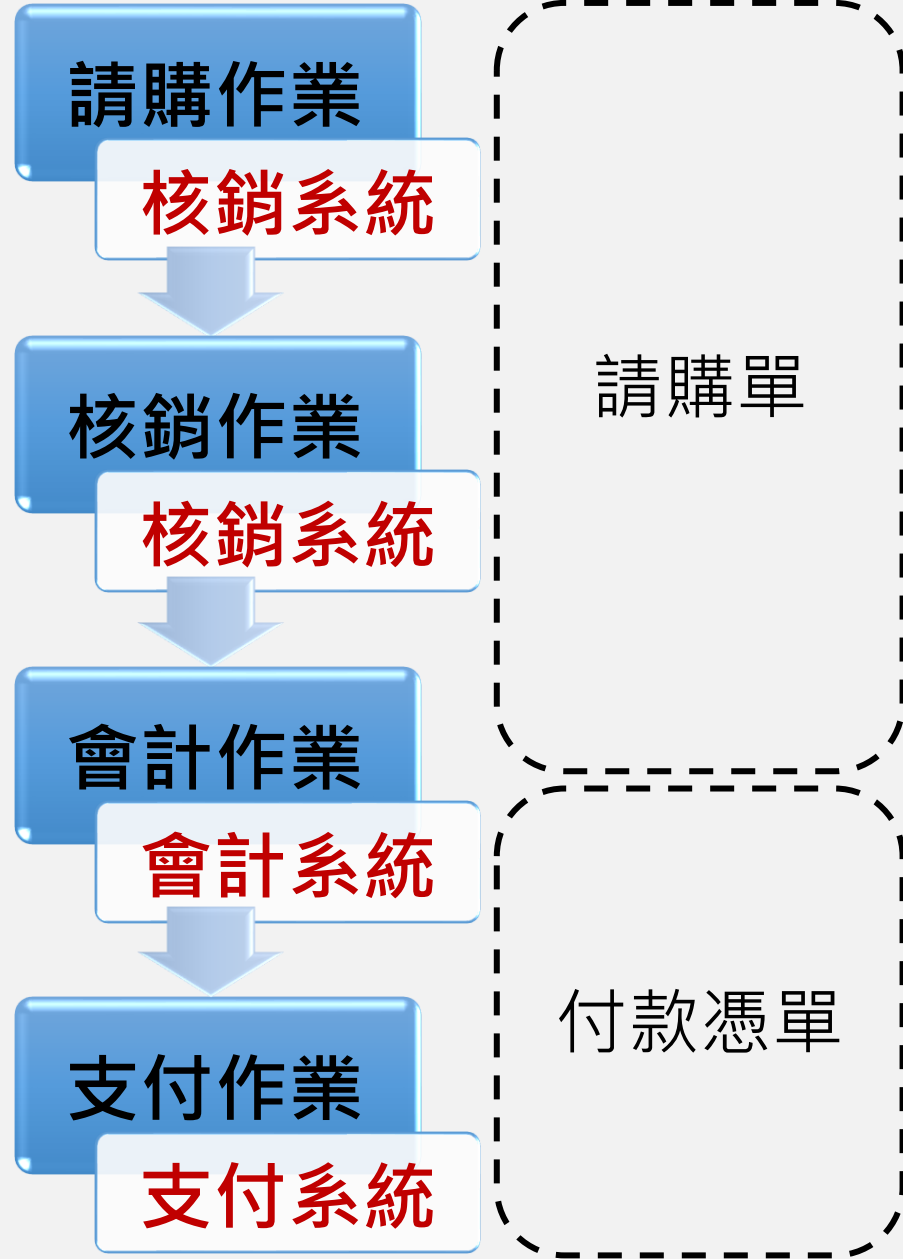 請購作業
核銷系統
核銷作業
核銷系統
請購單
會計作業
會計系統
支付作業
支付系統
付款憑單